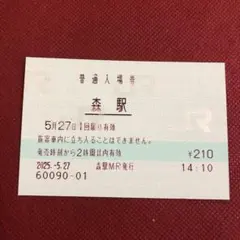 普通入場券
森駅
5月27日1回限り有効
旅客車内に立ち入ることはできません。
発売時刻から2時間以内有効 ￥210
2025.-5.27 森駅MR発行 14:10
60090-01